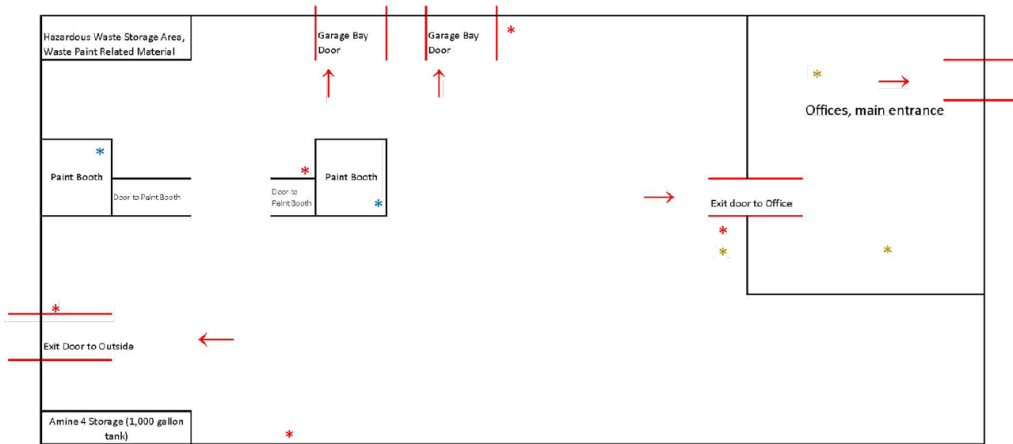 Hazardous Waste Storage Area,
Waste Paint Related Material
Garage Bay
Door
Garage Bay
Door
Offices, main entrance
Paint Booth
Door to Paint Booth
Door to
Paint Booth
Paint Booth
Exit door to Office
Exit Door to Outside
Amine 4 Storage (1,000 gallon
tank)